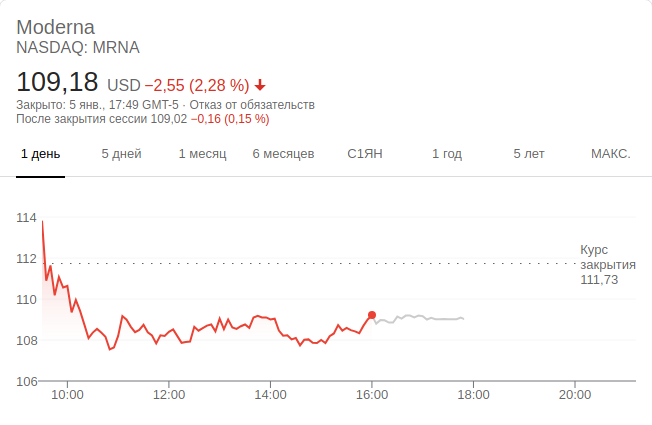 Moderna
NASDAQ: MRNA
109,18 USD −2,55 (2,28 %)
Закрыто: 5 янв., 17:49 GMT-5 · Отказ от обязательств
После закрытия сессии 109,02 −0,16 (0,15 %)
1 день 5 дней 1 месяц 6 месяцев С1ЯН 1 год 5 лет МАКС.
114
112
110
108
106
Курс
закрытия
111,73
10:00 12:00 14:00 16:00 18:00 20:00